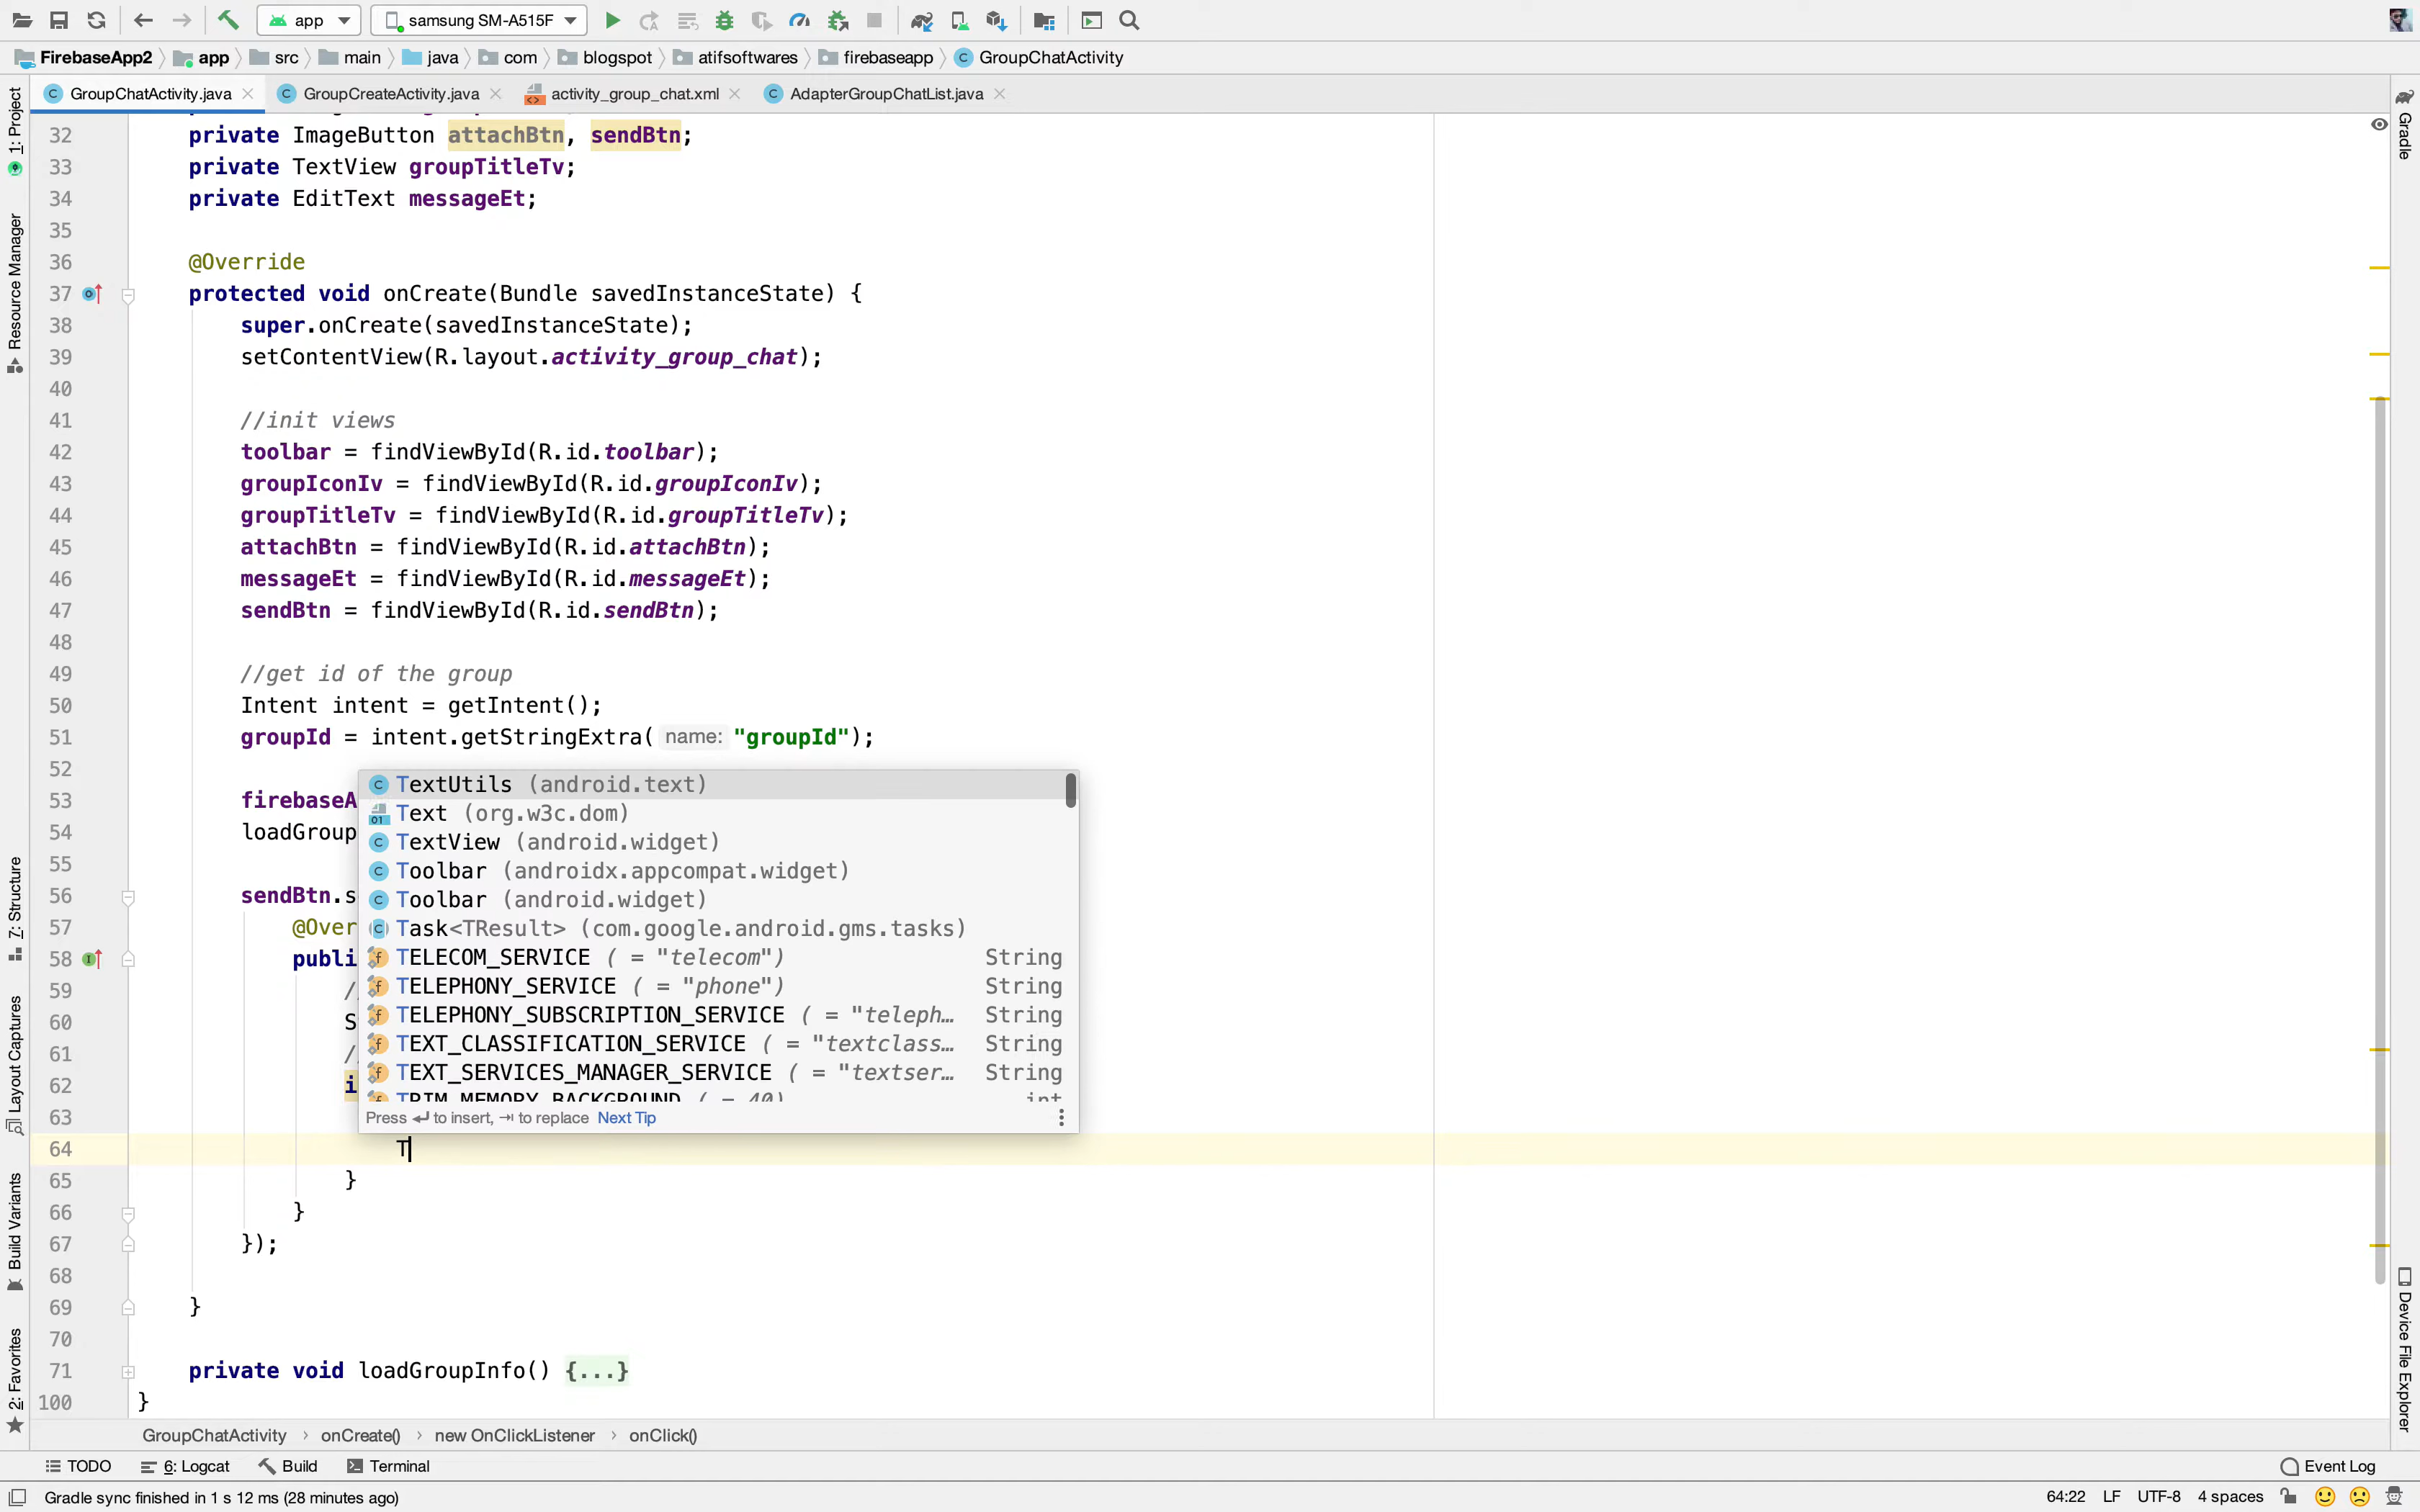 app
samsung SM-A515F
FirebaseApp2 app src main java com blogspot atifsoftwares firebaseapp GroupChatActivity
GroupChatActivity.java GroupCreateActivity.java activity_group_chat.xml AdapterGroupChatList.java
1: Project
Resource Manager
7: Structure
Layout Captures
Build Variants
2: Favorites
32 private ImageButton attachBtn, sendBtn;
33 private TextView groupTitleTv;
34 private EditText messageEt;
35
36 @Override
37 protected void onCreate(Bundle savedInstanceState) {
38 super.onCreate(savedInstanceState);
39 setContentView(R.layout.activity_group_chat);
40
41 //init views
42 toolbar = findViewById(R.id.toolbar);
43 groupIconIv = findViewById(R.id.groupIconIv);
44 groupTitleTv = findViewById(R.id.groupTitleTv);
45 attachBtn = findViewById(R.id.attachBtn);
46 messageEt = findViewById(R.id.messageEt);
47 sendBtn = findViewById(R.id.sendBtn);
48
49 //get id of the group
50 Intent intent = getIntent();
51 groupId = intent.getStringExtra( name: "groupId");
52
53 firebaseA
54 loadGroup
55
56 sendBtn.s
57 @Over
58 publi
59 /
60 S
61 /
62 i
63
64 T
65 }
66 }
67 });
68
69 }
70
71 private void loadGroupInfo() {...}
100 }
TextUtils (android.text)
Text (org.w3c.dom)
TextView (android.widget)
Toolbar (androidx.appcompat.widget)
Toolbar (android.widget)
Task<TResult> (com.google.android.gms.tasks)
TELECOM_SERVICE ( = "telecom") String
TELEPHONY_SERVICE ( = "phone") String
TELEPHONY_SUBSCRIPTION_SERVICE ( = "teleph… String
TEXT_CLASSIFICATION_SERVICE ( = "textclass… String
TEXT_SERVICES_MANAGER_SERVICE ( = "textser… String
TRIM_MEMORY_BACKGROUND ( = 40) int
Press ↵ to insert, ⇥ to replace Next Tip
Gradle
Device File Explorer
GroupChatActivity › onCreate() › new OnClickListener › onClick()
TODO 6: Logcat Build Terminal Event Log
Gradle sync finished in 1 s 12 ms (28 minutes ago) 64:22 LF UTF-8 4 spaces